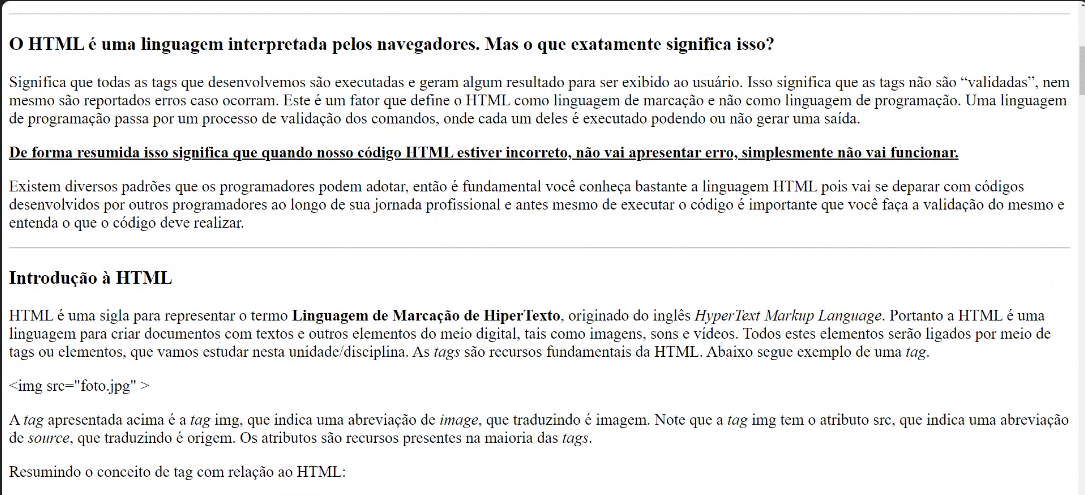 O HTML é uma linguagem interpretada pelos navegadores. Mas o que exatamente significa isso?
Significa que todas as tags que desenvolvemos são executadas e geram algum resultado para ser exibido ao usuário. Isso significa que as tags não são “validadas”, nem
mesmo são reportados erros caso ocorram. Este é um fator que define o HTML como linguagem de marcação e não como linguagem de programação. Uma linguagem
de programação passa por um processo de validação dos comandos, onde cada um deles é executado podendo ou não gerar uma saída.
De forma resumida isso significa que quando nosso código HTML estiver incorreto, não vai apresentar erro, simplesmente não vai funcionar.
Existem diversos padrões que os programadores podem adotar, então é fundamental você conheça bastante a linguagem HTML pois vai se deparar com códigos
desenvolvidos por outros programadores ao longo de sua jornada profissional e antes mesmo de executar o código é importante que você faça a validação do mesmo e
entenda o que o código deve realizar.
Introdução à HTML
HTML é uma sigla para representar o termo Linguagem de Marcação de HiperTexto, originado do inglês HyperText Markup Language. Portanto a HTML é uma
linguagem para criar documentos com textos e outros elementos do meio digital, tais como imagens, sons e vídeos. Todos estes elementos serão ligados por meio de
tags ou elementos, que vamos estudar nesta unidade/disciplina. As tags são recursos fundamentais da HTML. Abaixo segue exemplo de uma tag.
<img src="foto.jpg" >
A tag apresentada acima é a tag img, que indica uma abreviação de image, que traduzindo é imagem. Note que a tag img tem o atributo src, que indica uma abreviação
de source, que traduzindo é origem. Os atributos são recursos presentes na maioria das tags.
Resumindo o conceito de tag com relação ao HTML: